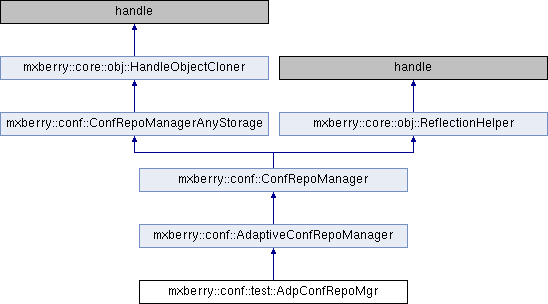 handle
mxberry::core::obj::HandleObjectCloner
handle
mxberry::conf::ConfRepoManagerAnyStorage
mxberry::core::obj::ReflectionHelper
mxberry::conf::ConfRepoManager
mxberry::conf::AdaptiveConfRepoManager
mxberry::conf::test::AdpConfRepoMgr